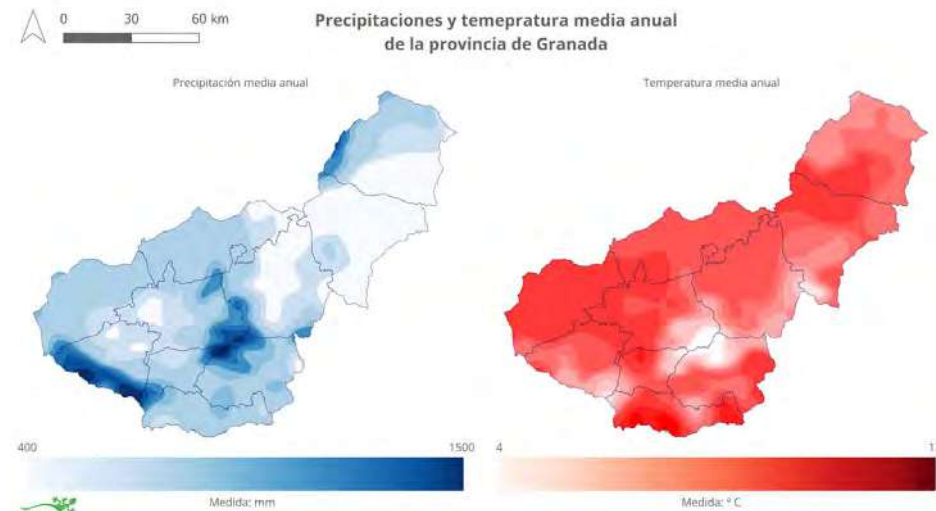 0 30 60 km
Precipitaciones y temepratura media anual
de la provincia de Granada
Precipitación media anual
Temperatura media anual
400
1500
4
Medida: mm
Medida: º C